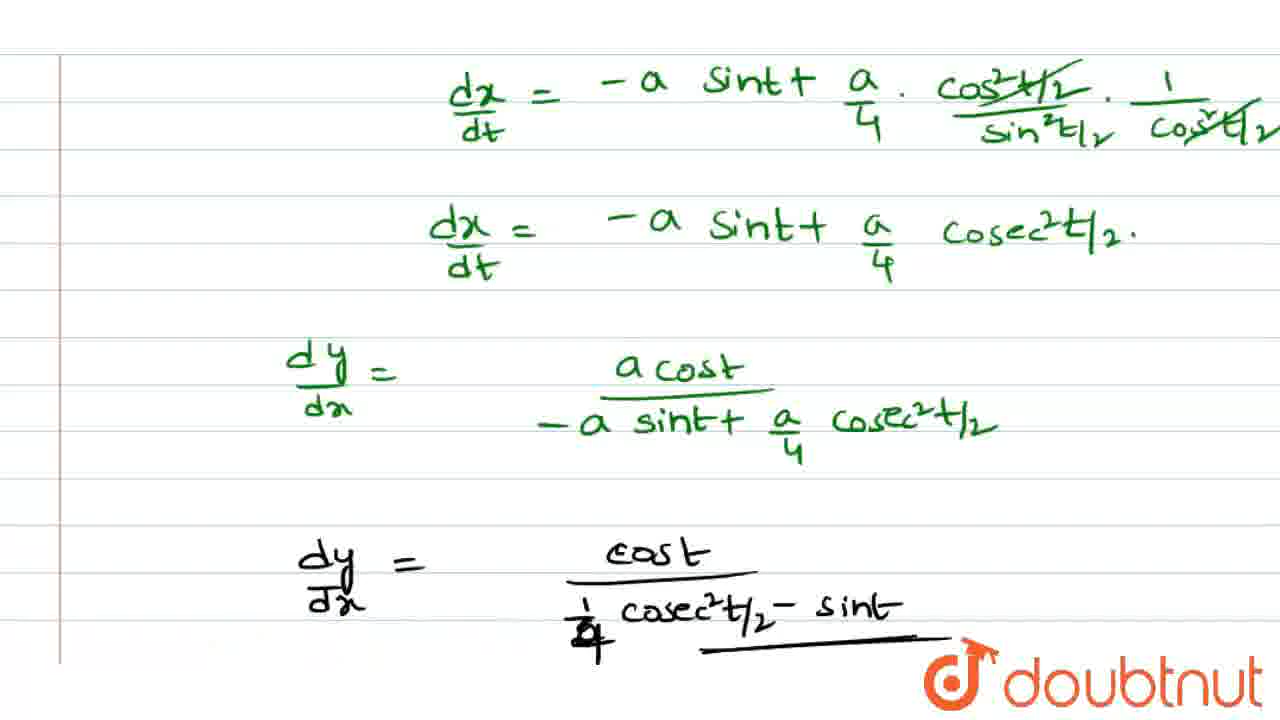 dx/dt = - a sint + a/4 . cos²t/2 / sin²t/2 . 1/cos²t/2
dx/dt = - a sint + a/4 cosec²t/2.
dy/dx = a cost / - a sint + a/4 cosec²t/2
dy/dx = cost / 1/4 cosec²t/2 - sint
doubtnut